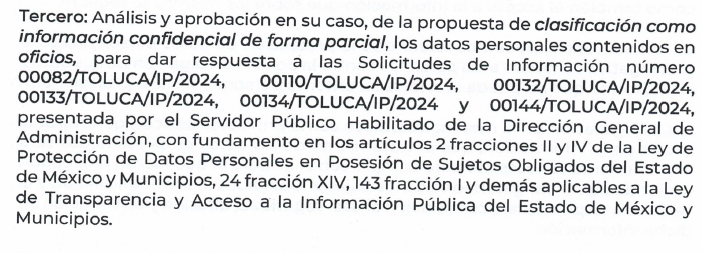 Tercero: Análisis y aprobación en su caso, de la propuesta de clasificación como
información confidencial de forma parcial, los datos personales contenidos en
oficios, para dar respuesta a las Solicitudes de Información número
00082/TOLUCA/IP/2024, 00110/TOLUCA/IP/2024, 00132/TOLUCA/IP/2024,
00133/TOLUCA/IP/2024, 00134/TOLUCA/IP/2024 y 00144/TOLUCA/IP/2024,
presentada por el Servidor Público Habilitado de la Dirección General de
Administración, con fundamento en los artículos 2 fracciones II y IV de la Ley de
Protección de Datos Personales en Posesión de Sujetos Obligados del Estado
de México y Municipios, 24 fracción XIV, 143 fracción I y demás aplicables a la Ley
de Transparencia y Acceso a la Información Pública del Estado de México y
Municipios.